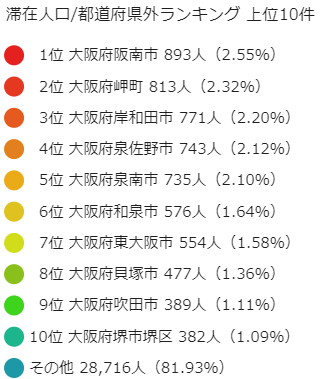 滞在人口/都道府県外ランキング 上位10件
1位 大阪府阪南市 893人（2.55%）
2位 大阪府岬町 813人（2.32%）
3位 大阪府岸和田市 771人（2.20%）
4位 大阪府泉佐野市 743人（2.12%）
5位 大阪府泉南市 735人（2.10%）
6位 大阪府和泉市 576人（1.64%）
7位 大阪府東大阪市 554人（1.58%）
8位 大阪府貝塚市 477人（1.36%）
9位 大阪府吹田市 389人（1.11%）
10位 大阪府堺市堺区 382人（1.09%）
その他 28,716人（81.93%）